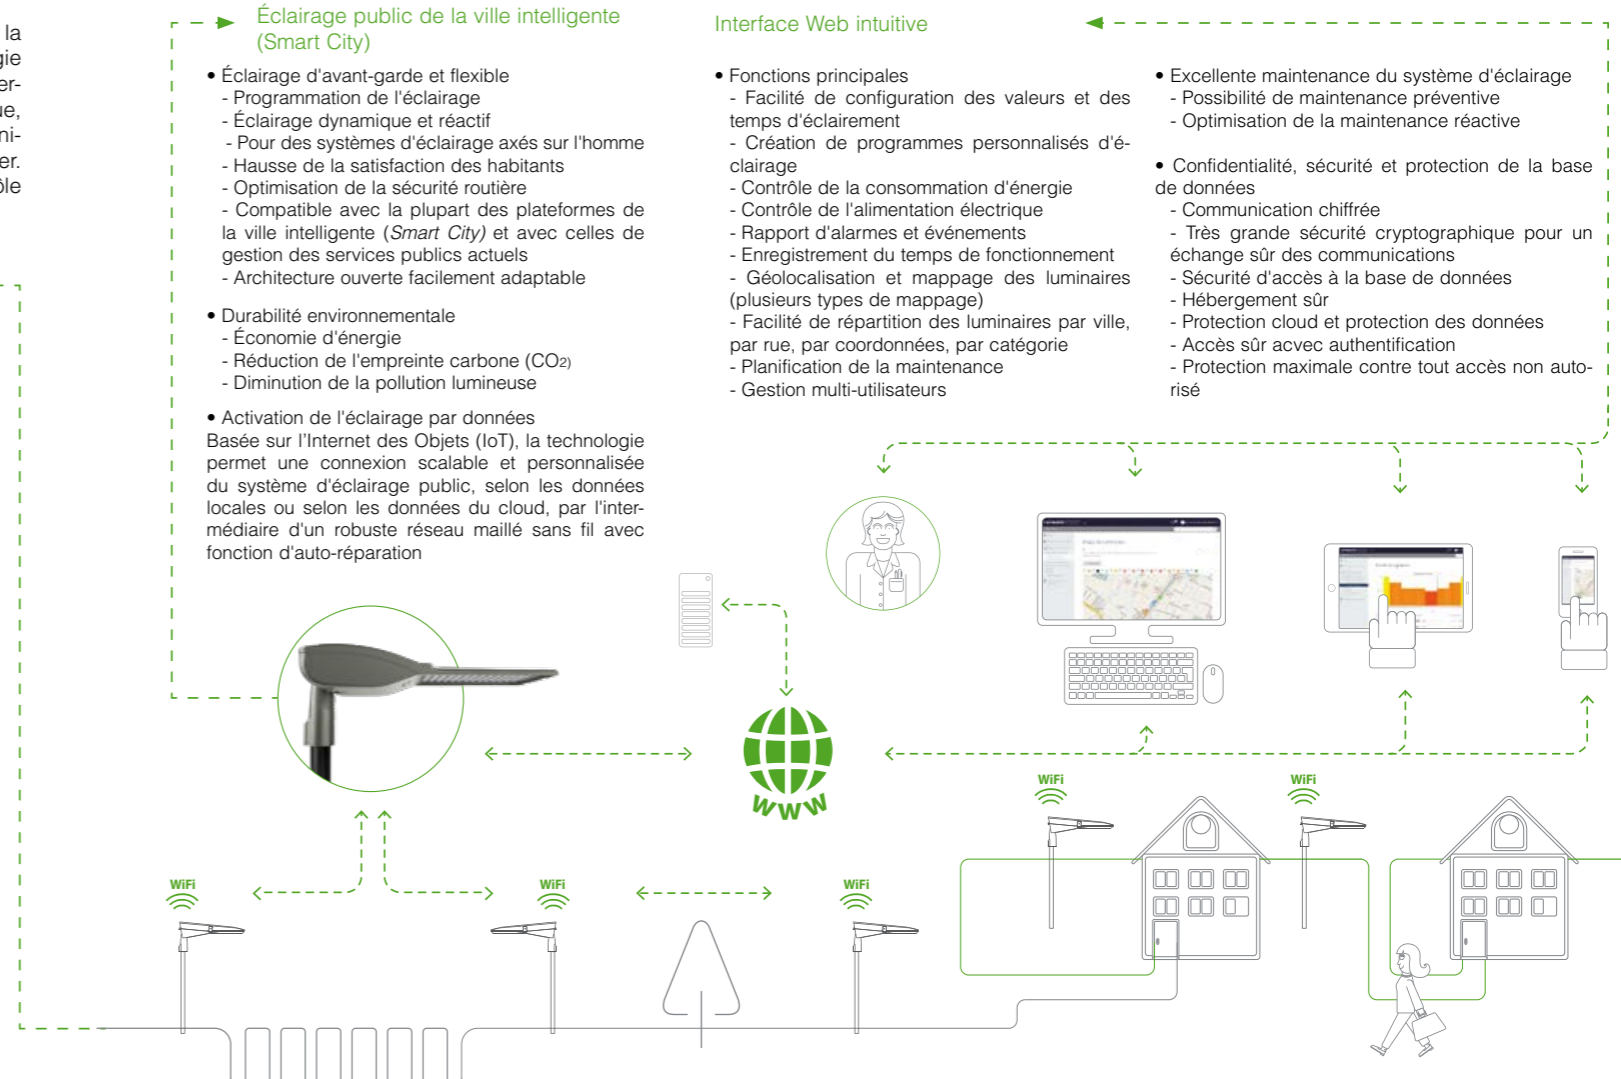 la
gie
er-
ue,
ni-
er.
ôle
Éclairage public de la ville intelligente
(Smart City)
• Éclairage d'avant-garde et flexible
- Programmation de l'éclairage
- Éclairage dynamique et réactif
- Pour des systèmes d'éclairage axés sur l'homme
- Hausse de la satisfaction des habitants
- Optimisation de la sécurité routière
- Compatible avec la plupart des plateformes de
la ville intelligente (Smart City) et avec celles de
gestion des services publics actuels
- Architecture ouverte facilement adaptable
• Durabilité environnementale
- Économie d'énergie
- Réduction de l'empreinte carbone (CO2)
- Diminution de la pollution lumineuse
• Activation de l'éclairage par données
Basée sur l'Internet des Objets (IoT), la technologie
permet une connexion scalable et personnalisée
du système d'éclairage public, selon les données
locales ou selon les données du cloud, par l'inter-
médiaire d'un robuste réseau maillé sans fil avec
fonction d'auto-réparation
Interface Web intuitive
• Fonctions principales
- Facilité de configuration des valeurs et des
temps d'éclairement
- Création de programmes personnalisés d'é-
clairage
- Contrôle de la consommation d'énergie
- Contrôle de l'alimentation électrique
- Rapport d'alarmes et événements
- Enregistrement du temps de fonctionnement
- Géolocalisation et mappage des luminaires
(plusieurs types de mappage)
- Facilité de répartition des luminaires par ville,
par rue, par coordonnées, par catégorie
- Planification de la maintenance
- Gestion multi-utilisateurs
• Excellente maintenance du système d'éclairage
- Possibilité de maintenance préventive
- Optimisation de la maintenance réactive
• Confidentialité, sécurité et protection de la base
de données
- Communication chiffrée
- Très grande sécurité cryptographique pour un
échange sûr des communications
- Sécurité d'accès à la base de données
- Hébergement sûr
- Protection cloud et protection des données
- Accès sûr acvec authentification
- Protection maximale contre tout accès non auto-
risé
WWW
WiFi
WiFi
WiFi
WiFi
WiFi